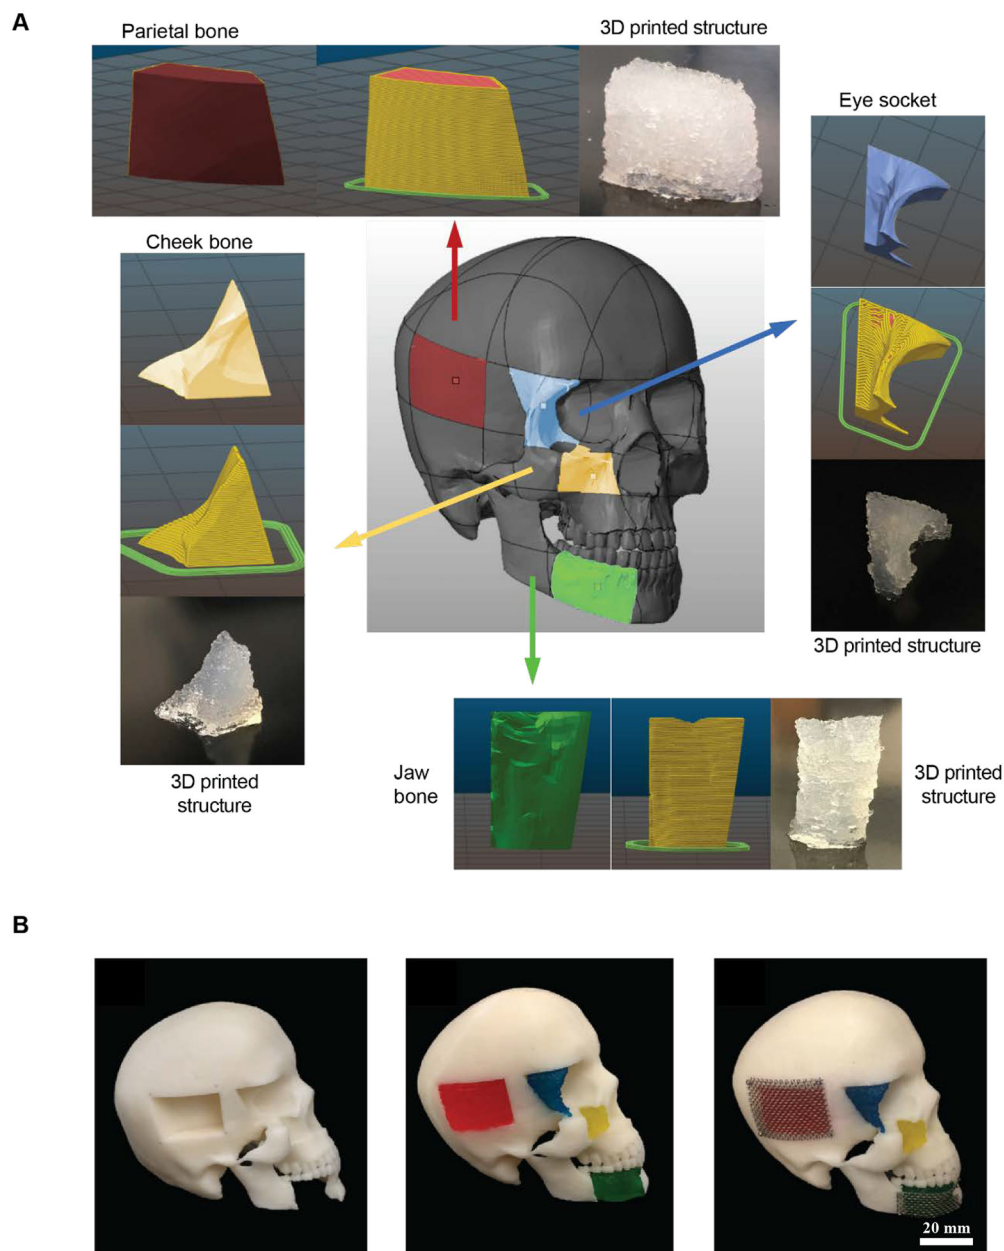 A
Parietal bone
3D printed structure
Eye socket
Cheek bone
3D printed structure
3D printed
structure
Jaw
bone
3D printed
structure
B
20 mm